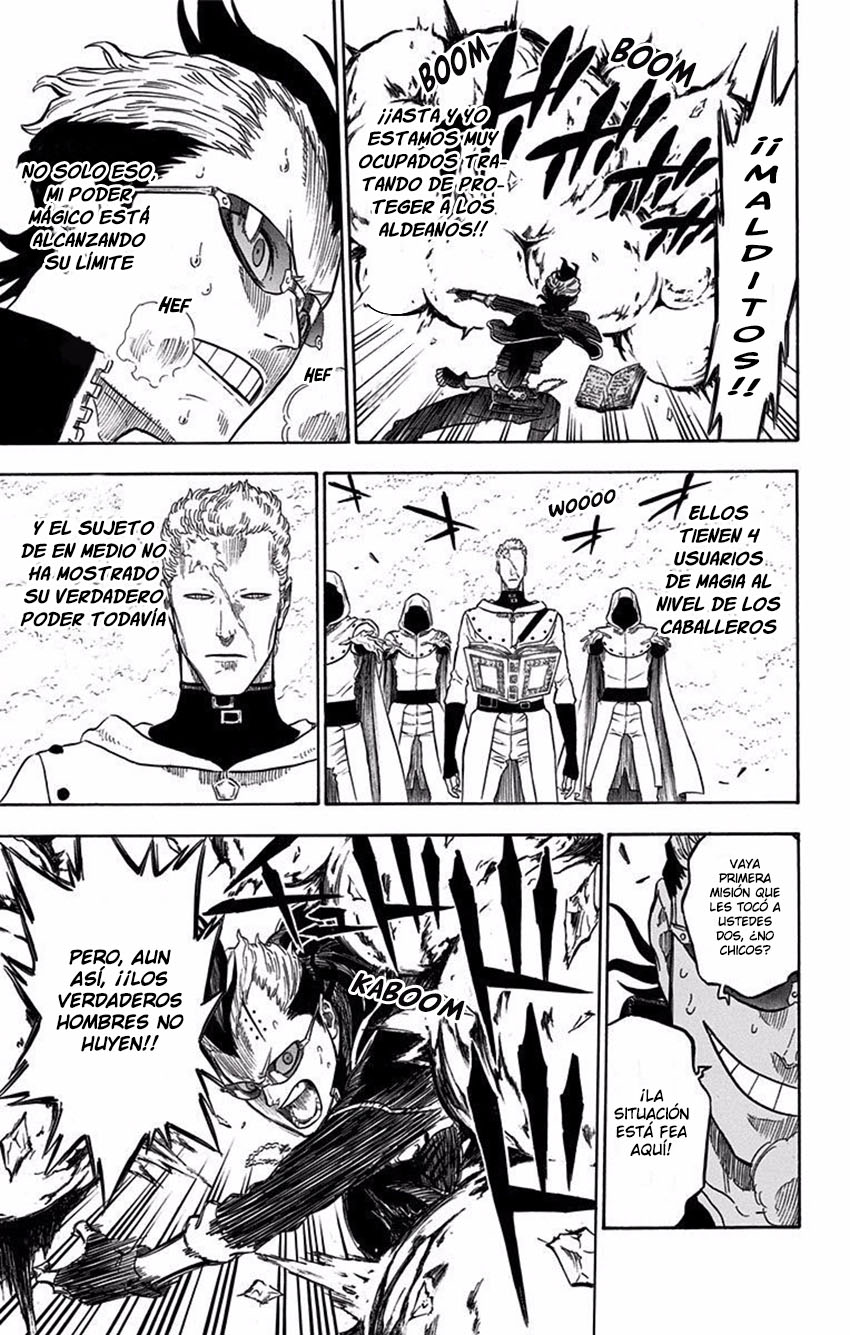 ¡¡MALDITOS!!
BOOM
BOOM
¡¡ASTA Y YO
ESTAMOS MUY
OCUPADOS TRA-
TANDO DE PRO-
TEGER A LOS
ALDEANOS!!
NO SOLO ESO,
MI PODER
MÁGICO ESTÁ
ALCANZANDO
SU LÍMITE
HEF
HEF
ELLOS
TIENEN 4
USUARIOS
DE MAGIA AL
NIVEL DE LOS
CABALLEROS
WOOOO
Y EL SUJETO
DE EN MEDIO NO
HA MOSTRADO
SU VERDADERO
PODER TODAVÍA
VAYA
PRIMERA
MISIÓN QUE
LES TOCÓ A
USTEDES
DOS, ¿NO
CHICOS?
¡LA
SITUACIÓN
ESTÁ FEA
AQUÍ!
KABOOM
PERO, AUN
ASÍ, ¡¡LOS
VERDADEROS
HOMBRES NO
HUYEN!!